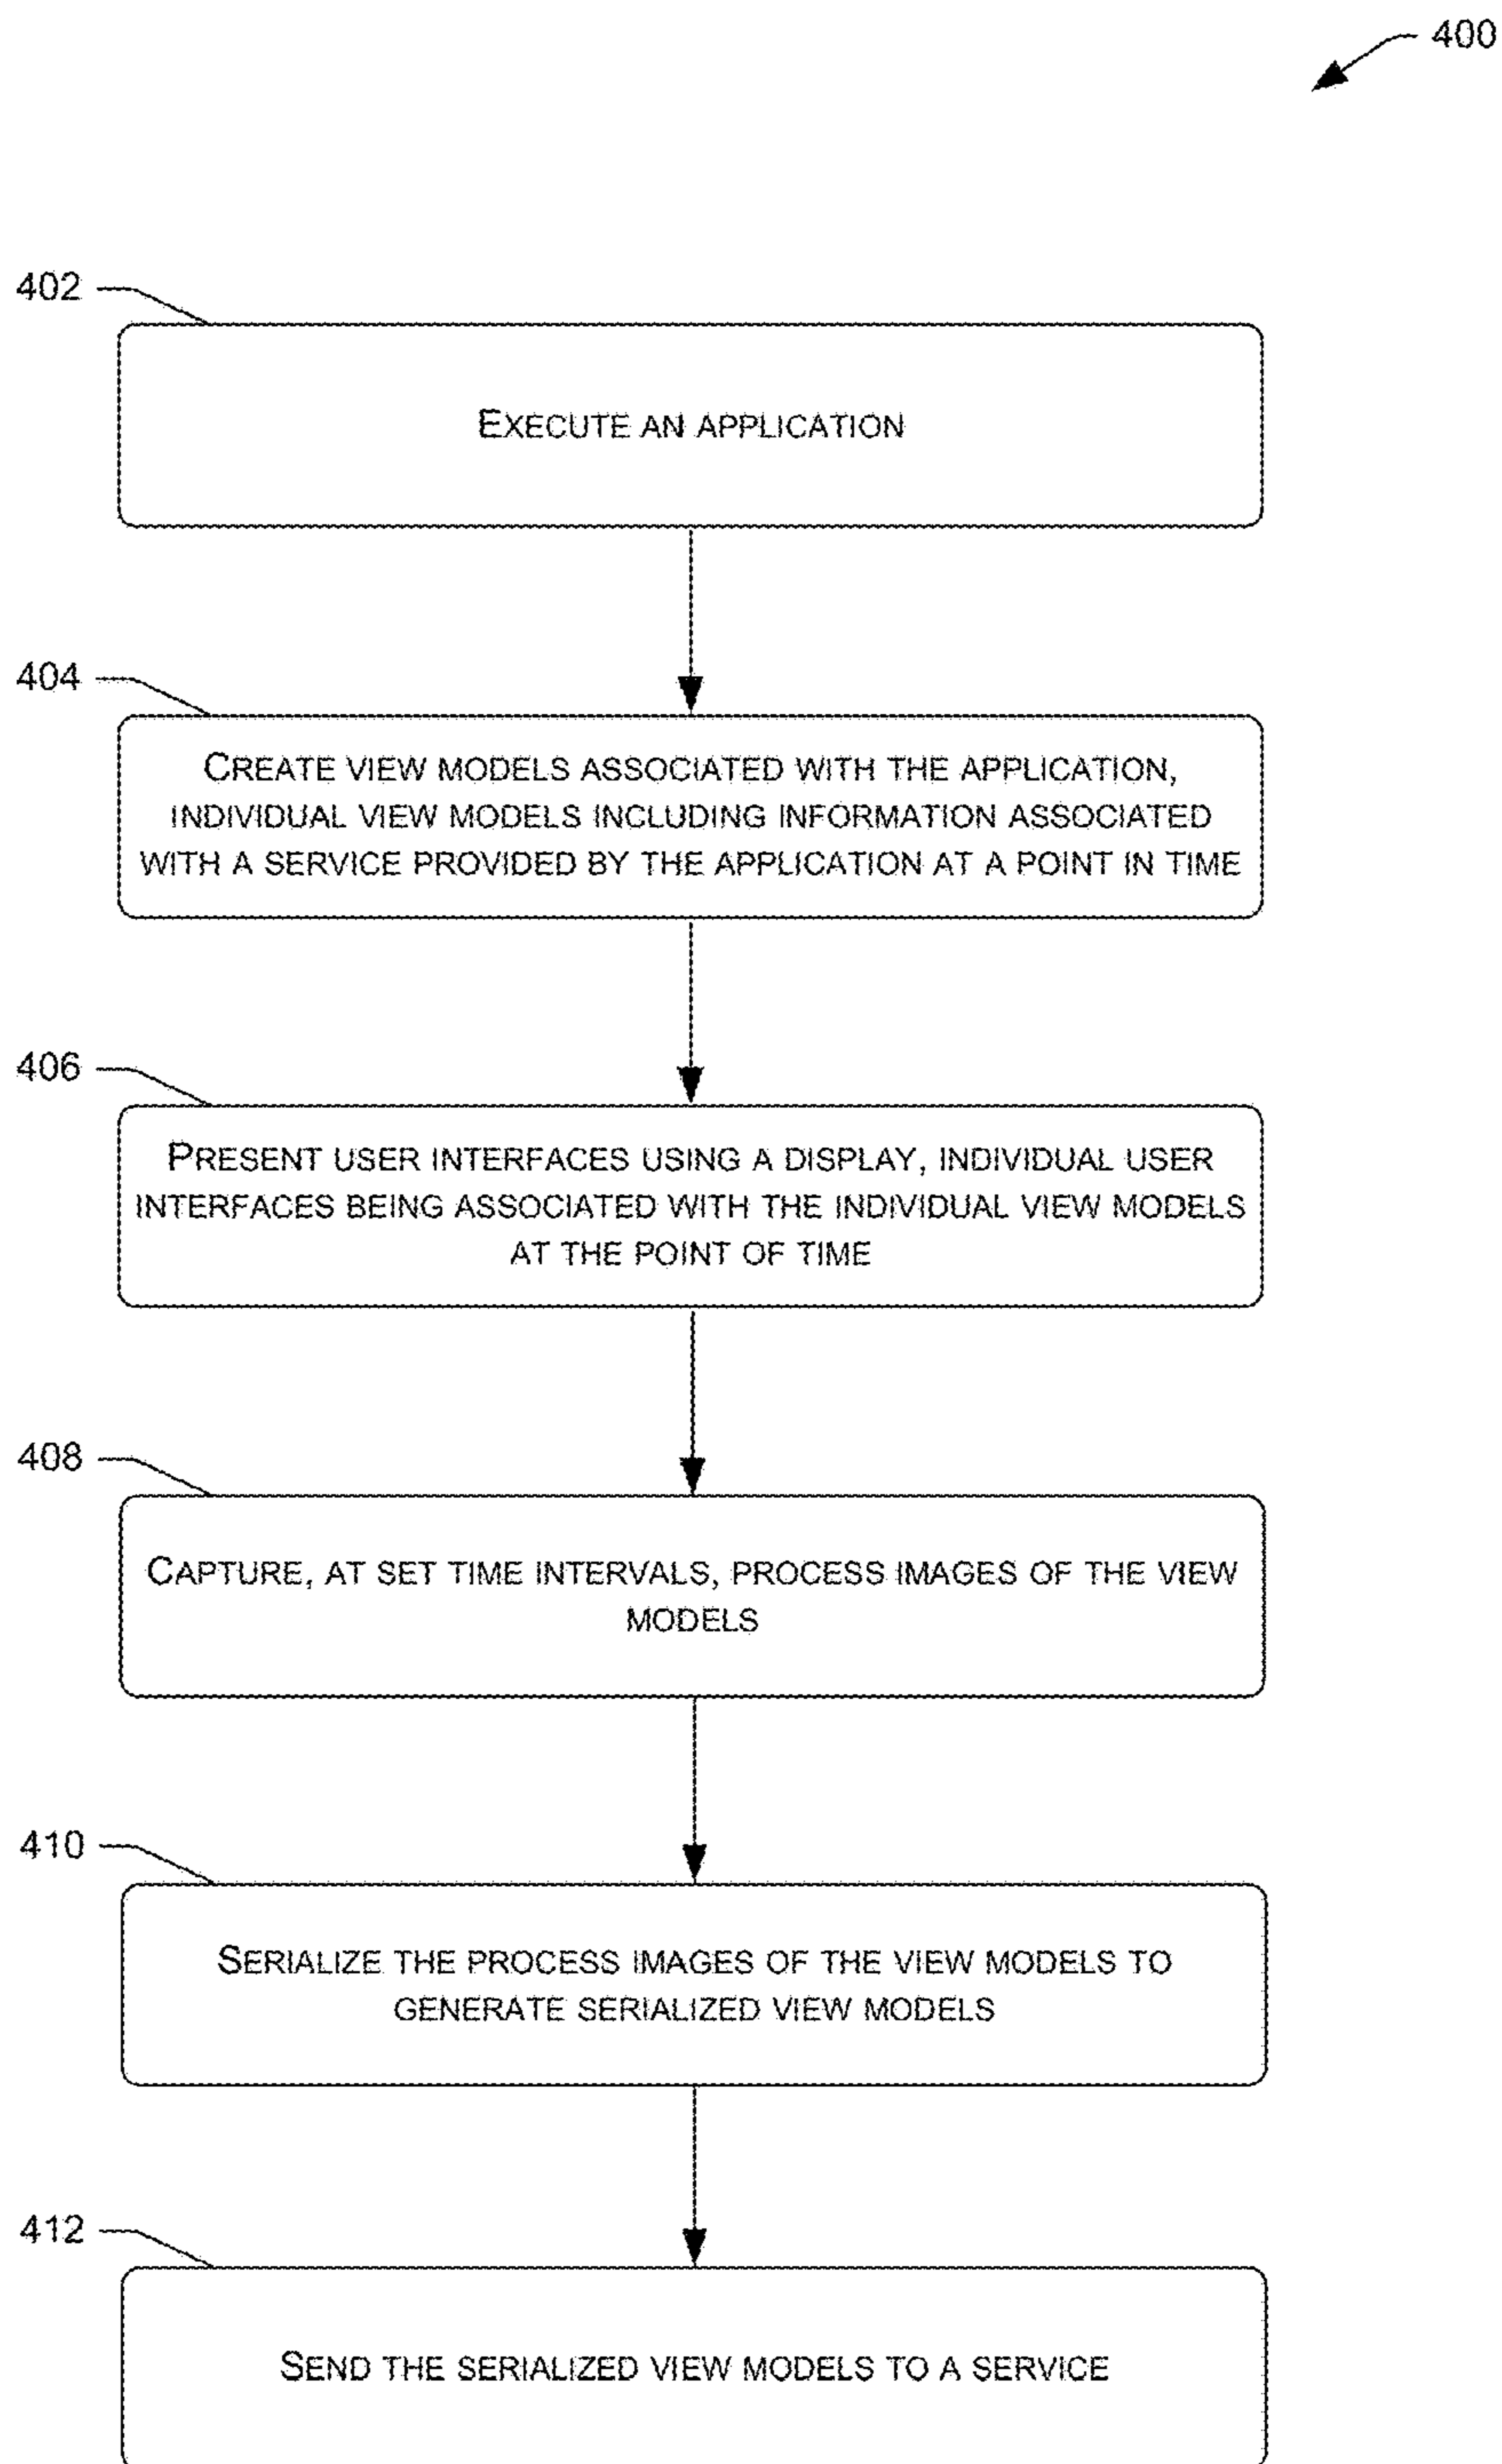 400
402
EXECUTE AN APPLICATION
404
CREATE VIEW MODELS ASSOCIATED WITH THE APPLICATION,
INDIVIDUAL VIEW MODELS INCLUDING INFORMATION ASSOCIATED
WITH A SERVICE PROVIDED BY THE APPLICATION AT A POINT IN TIME
406
PRESENT USER INTERFACES USING A DISPLAY, INDIVIDUAL USER
INTERFACES BEING ASSOCIATED WITH THE INDIVIDUAL VIEW MODELS
AT THE POINT OF TIME
408
CAPTURE, AT SET TIME INTERVALS, PROCESS IMAGES OF THE VIEW
MODELS
410
SERIALIZE THE PROCESS IMAGES OF THE VIEW MODELS TO
GENERATE SERIALIZED VIEW MODELS
412
SEND THE SERIALIZED VIEW MODELS TO A SERVICE